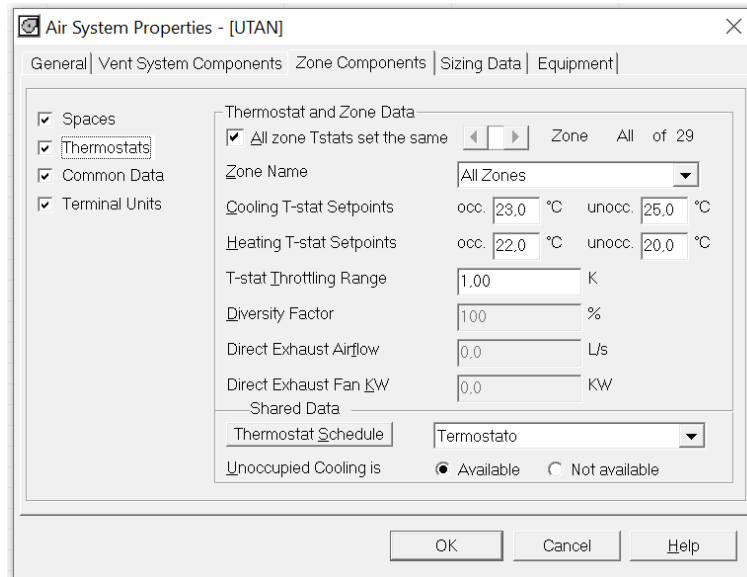 Air System Properties - [UTAN]
General Vent System Components Zone Components Sizing Data Equipment
Spaces
Thermostats
Common Data
Terminal Units
Thermostat and Zone Data
All zone Tstats set the same Zone All of 29
Zone Name All Zones
Cooling T-stat Setpoints occ. 23,0 °C unocc. 25,0 °C
Heating T-stat Setpoints occ. 22,0 °C unocc. 20,0 °C
T-stat Throttling Range 1,00 K
Diversity Factor 100 %
Direct Exhaust Airflow 0,0 L/s
Direct Exhaust Fan KW 0,0 KW
Shared Data
Thermostat Schedule Termostato
Unoccupied Cooling is Available Not available
OK Cancel Help